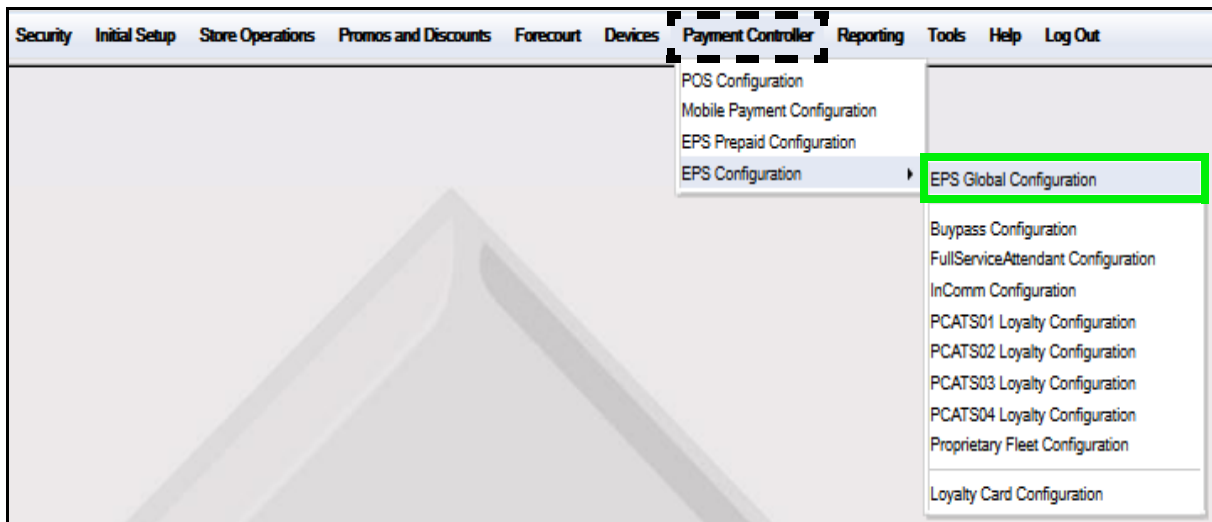 Security Initial Setup Store Operations Promos and Discounts Forecourt Devices Payment Controller Reporting Tools Help Log Out
POS Configuration
Mobile Payment Configuration
EPS Prepaid Configuration
EPS Configuration
EPS Global Configuration
Buypass Configuration
FullServiceAttendant Configuration
InComm Configuration
PCATS01 Loyalty Configuration
PCATS02 Loyalty Configuration
PCATS03 Loyalty Configuration
PCATS04 Loyalty Configuration
Proprietary Fleet Configuration
Loyalty Card Configuration